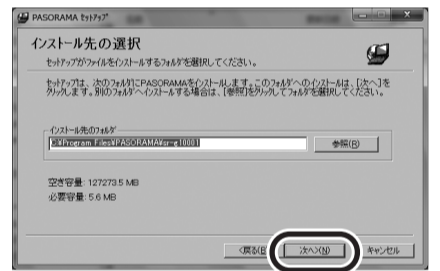 PASORAMA セットアップ
インストール先の選択
セットアップがファイルをインストールするフォルダを選択してください。
セットアップは、次のフォルダにPASORAMAをインストールします。このフォルダへのインストールは、[次へ]を
クリックします。別のフォルダへインストールする場合は、[参照]をクリックしてフォルダを選択してください。
インストール先のフォルダ
C:¥Program Files¥PASORAMA¥sr-g10001
参照(R)
空き容量: 127273.5 MB
必要容量: 5.6 MB
<戻る(B
次へ>(N)
キャンセル